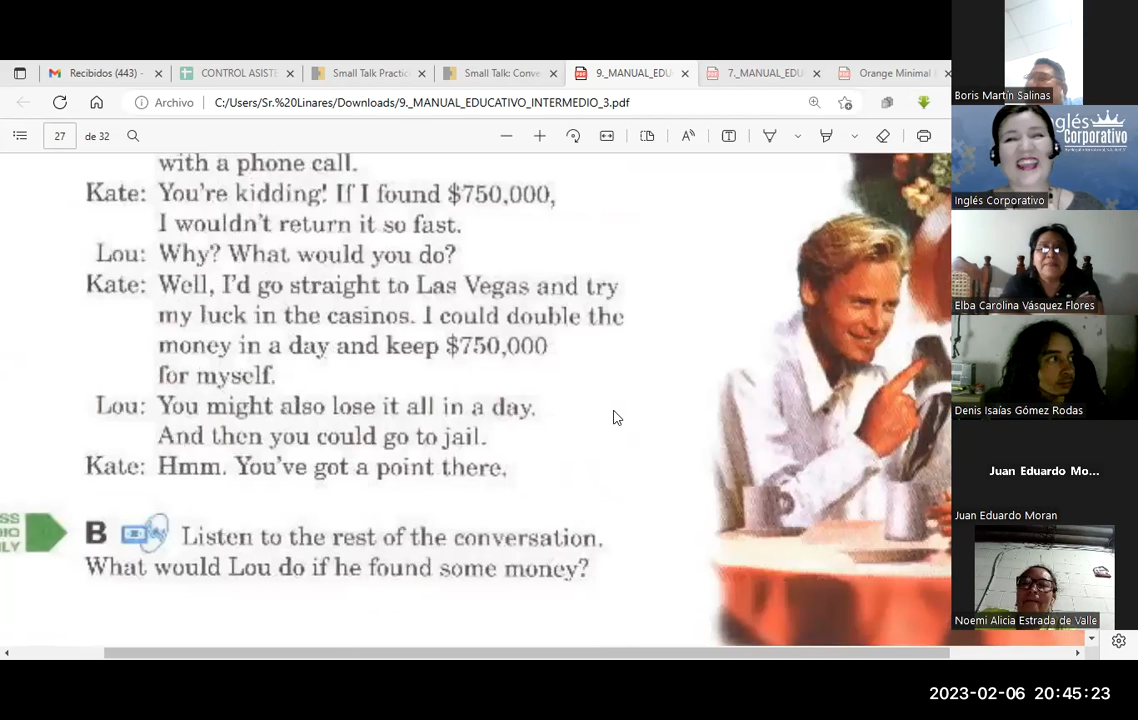 Recibidos (443) -
CONTROL ASISTE
Small Talk Practic
Small Talk: Conve
9._MANUAL_EDU
7._MANUAL_EDU
Orange Minimal
Archivo
C:/Users/Sr.%20Linares/Downloads/9._MANUAL_EDUCATIVO_INTERMEDIO_3.pdf
27 de 32
with a phone call.
Kate: You're kidding! If I found $750,000,
I wouldn't return it so fast.
Lou: Why? What would you do?
Kate: Well, I'd go straight to Las Vegas and try
my luck in the casinos. I could double the
money in a day and keep $750,000
for myself.
Lou: You might also lose it all in a day.
And then you could go to jail.
Kate: Hmm. You've got a point there.
B Listen to the rest of the conversation.
What would Lou do if he found some money?
Boris Martín Salinas
Inglés
Corporativo
Inglés Corporativo
Elba Carolina Vásquez Flores
Denis Isaías Gómez Rodas
Juan Eduardo Mo...
Juan Eduardo Moran
Noemi Alicia Estrada de Valle
2023-02-06 20:45:23